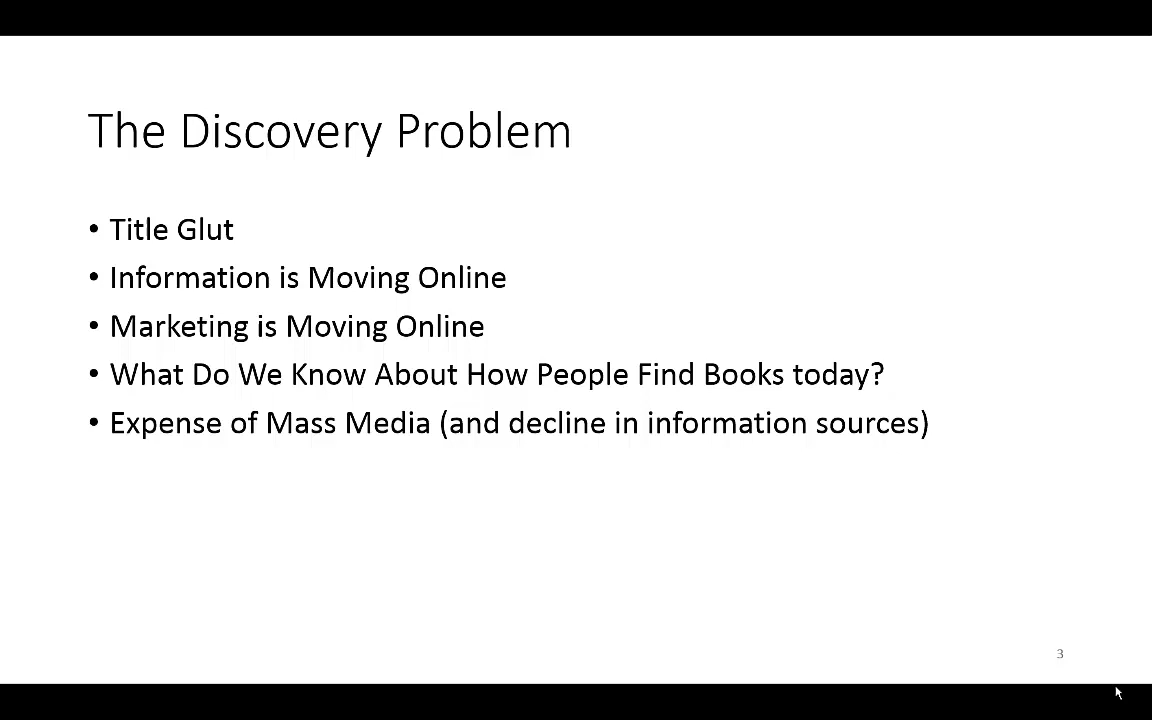 The Discovery Problem
• Title Glut
• Information is Moving Online
• Marketing is Moving Online
• What Do We Know About How People Find Books today?
• Expense of Mass Media (and decline in information sources)
3